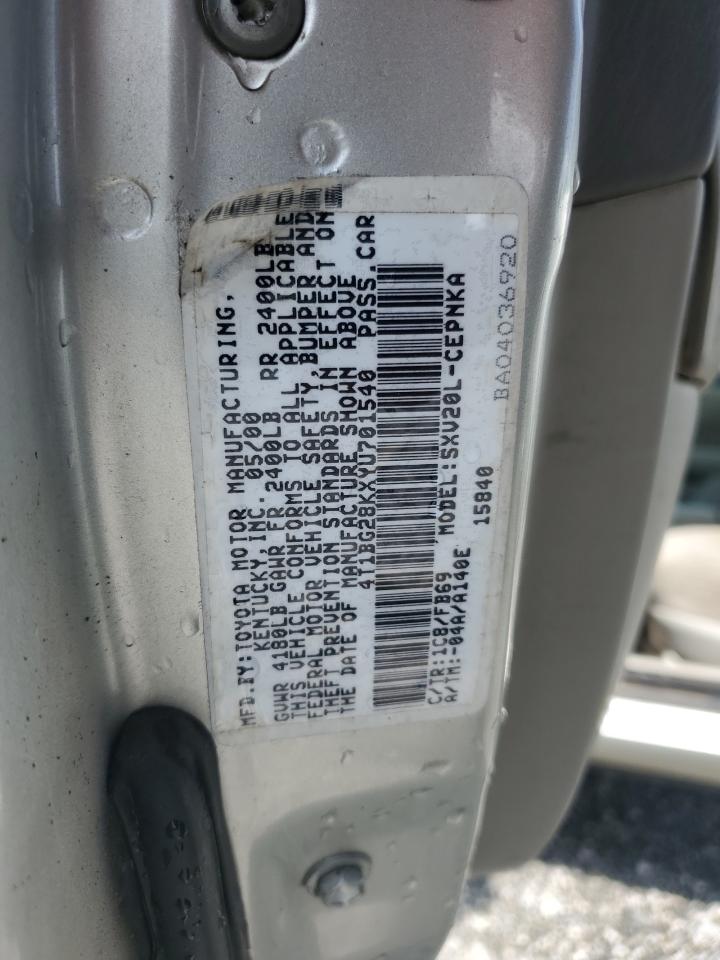 MFD.BY:TOYOTA MOTOR MANUFACTURING,
KENTUCKY,INC. 05/00
GVWR 4180LB GAWR FR 2400LB RR 2400LB
THIS VEHICLE CONFORMS TO ALL APPLICABLE
FEDERAL MOTOR VEHICLE SAFETY,BUMPER AND
THEFT PREVENTION STANDARDS IN EFFECT ON
THE DATE OF MANUFACTURE SHOWN ABOVE
4T1BG28KXYU701540 PASS.CAR
C/TR:1C8/FB69 ,MODEL:SXV20L-CEPNKA
A/TM:-04A/A140E 15840
BA04036920